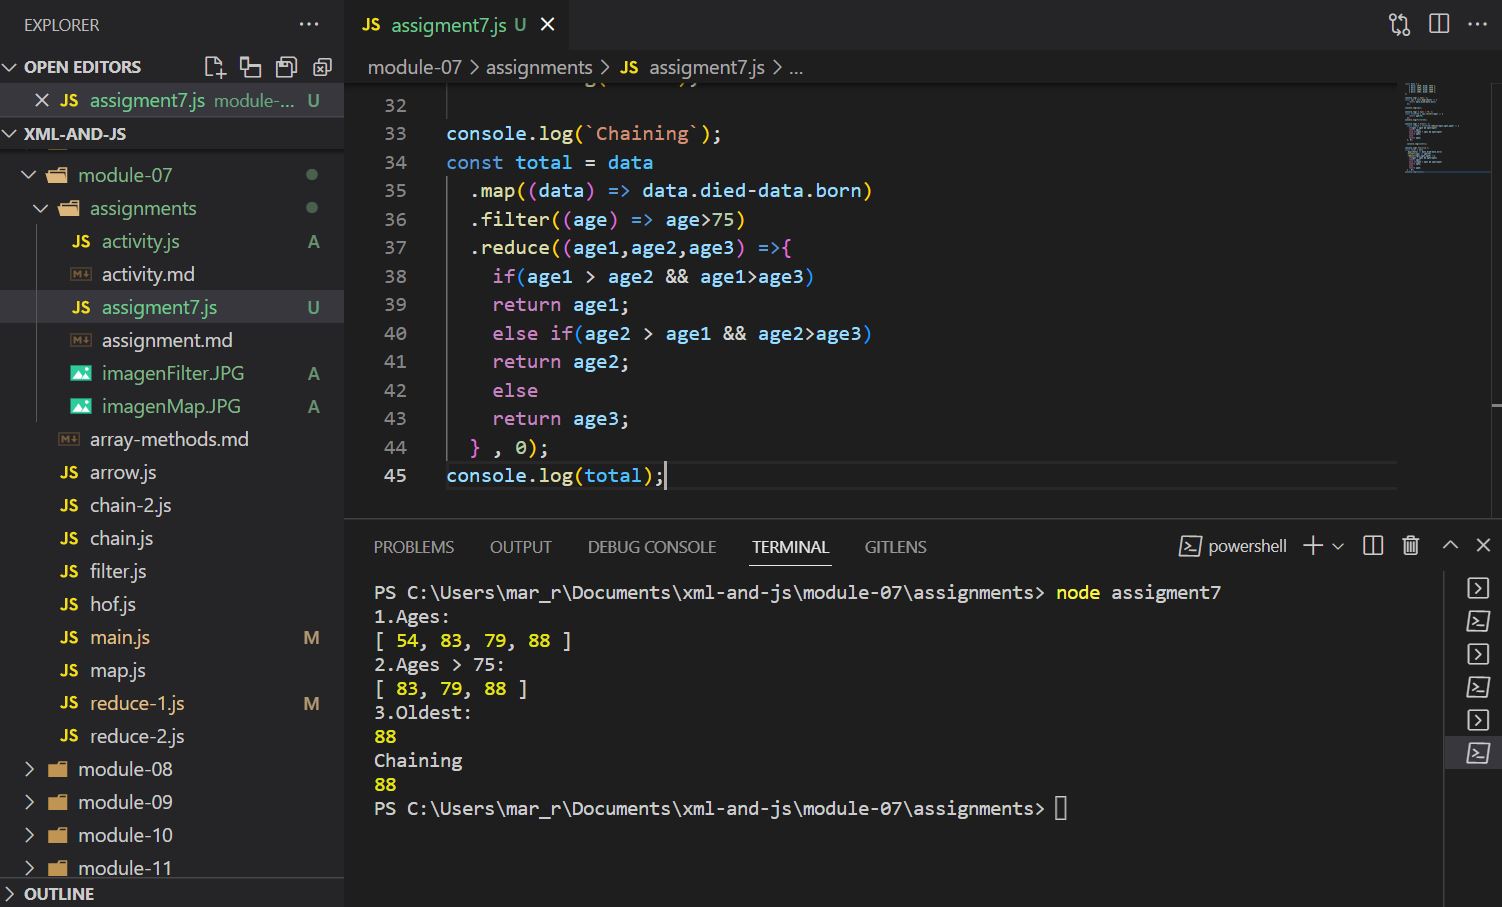 EXPLORER
OPEN EDITORS
JS assigment7.js module-... U
XML-AND-JS
module-07
assignments
JS activity.js A
M activity.md
JS assigment7.js U
M assignment.md
imagenFilter.JPG A
imagenMap.JPG A
M array-methods.md
JS arrow.js
JS chain-2.js
JS chain.js
JS filter.js
JS hof.js
JS main.js M
JS map.js
JS reduce-1.js M
JS reduce-2.js
module-08
module-09
module-10
module-11
OUTLINE
JS assigment7.js U
module-07 > assignments > JS assigment7.js > ...
32
33 console.log(`Chaining`);
34 const total = data
35 .map((data) => data.died-data.born)
36 .filter((age) => age>75)
37 .reduce((age1,age2,age3) =>{
38 if(age1 > age2 && age1>age3)
39 return age1;
40 else if(age2 > age1 && age2>age3)
41 return age2;
42 else
43 return age3;
44 } , 0);
45 console.log(total);
PROBLEMS OUTPUT DEBUG CONSOLE TERMINAL GITLENS powershell
PS C:\Users\mar_r\Documents\xml-and-js\module-07\assignments> node assigment7
1.Ages:
[ 54, 83, 79, 88 ]
2.Ages > 75:
[ 83, 79, 88 ]
3.Oldest:
88
Chaining
88
PS C:\Users\mar_r\Documents\xml-and-js\module-07\assignments>